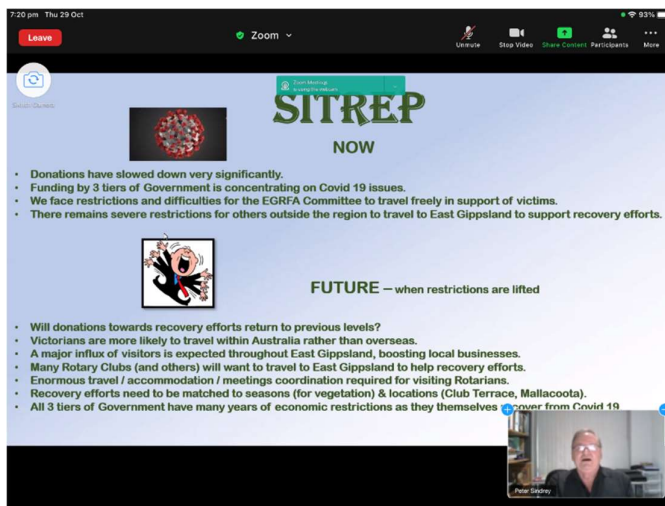 7:20 pm Thu 29 Oct
93%
Leave
Zoom
Unmute
Stop Video
Share Content
Participants
More
Zoom Meetings
SITREP
NOW
• Donations have slowed down very significantly.
• Funding by 3 tiers of Government is concentrating on Covid 19 issues.
• We face restrictions and difficulties for the EGRFA Committee to travel freely in support of victims.
• There remains severe restrictions for others outside the region to travel to East Gippsland to support recovery efforts.
FUTURE – when restrictions are lifted
• Will donations towards recovery efforts return to previous levels?
• Victorians are more likely to travel within Australia rather than overseas.
• A major influx of visitors is expected throughout East Gippsland, boosting local businesses.
• Many Rotary Clubs (and others) will want to travel to East Gippsland to help recovery efforts.
• Enormous travel / accommodation / meetings coordination required for visiting Rotarians.
• Recovery efforts need to be matched to seasons (for vegetation) & locations (Club Terrace, Mallacoota).
• All 3 tiers of Government have many years of economic restrictions as they themselves cover from Covid 19
Peter Sindrey